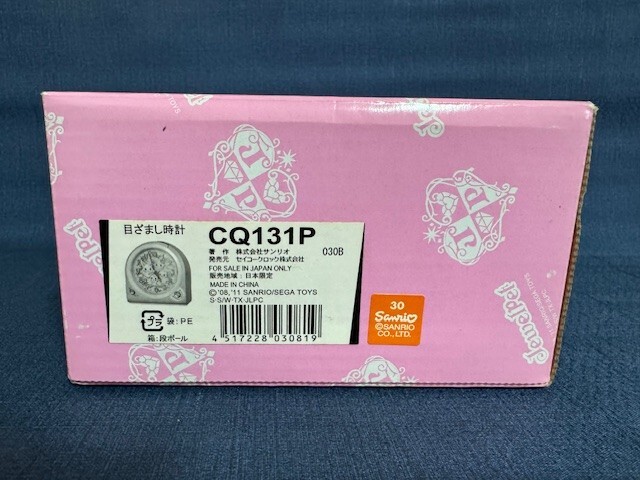 目ざまし時計
CQ131P
030B
著 作 株式会社サンリオ
発売元 セイコークロック株式会社
FOR SALE IN JAPAN ONLY
販売地域：日本限定
MADE IN CHINA
©'08,'11 SANRIO/SEGA TOYS
S・S/W・TX・JLPC
プラ 袋：PE
箱：段ボール
4 517228 030819
30
Sanrio
©SANRIO
CO., LTD.
Jewelpet